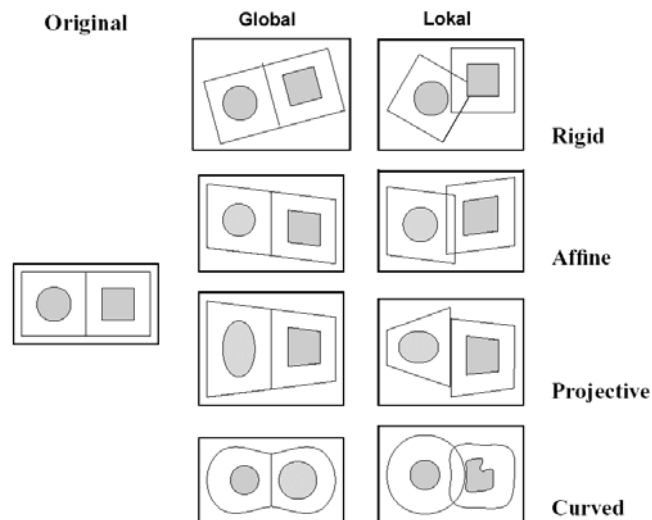 Original
Global
Lokal
Rigid
Affine
Projective
Curved